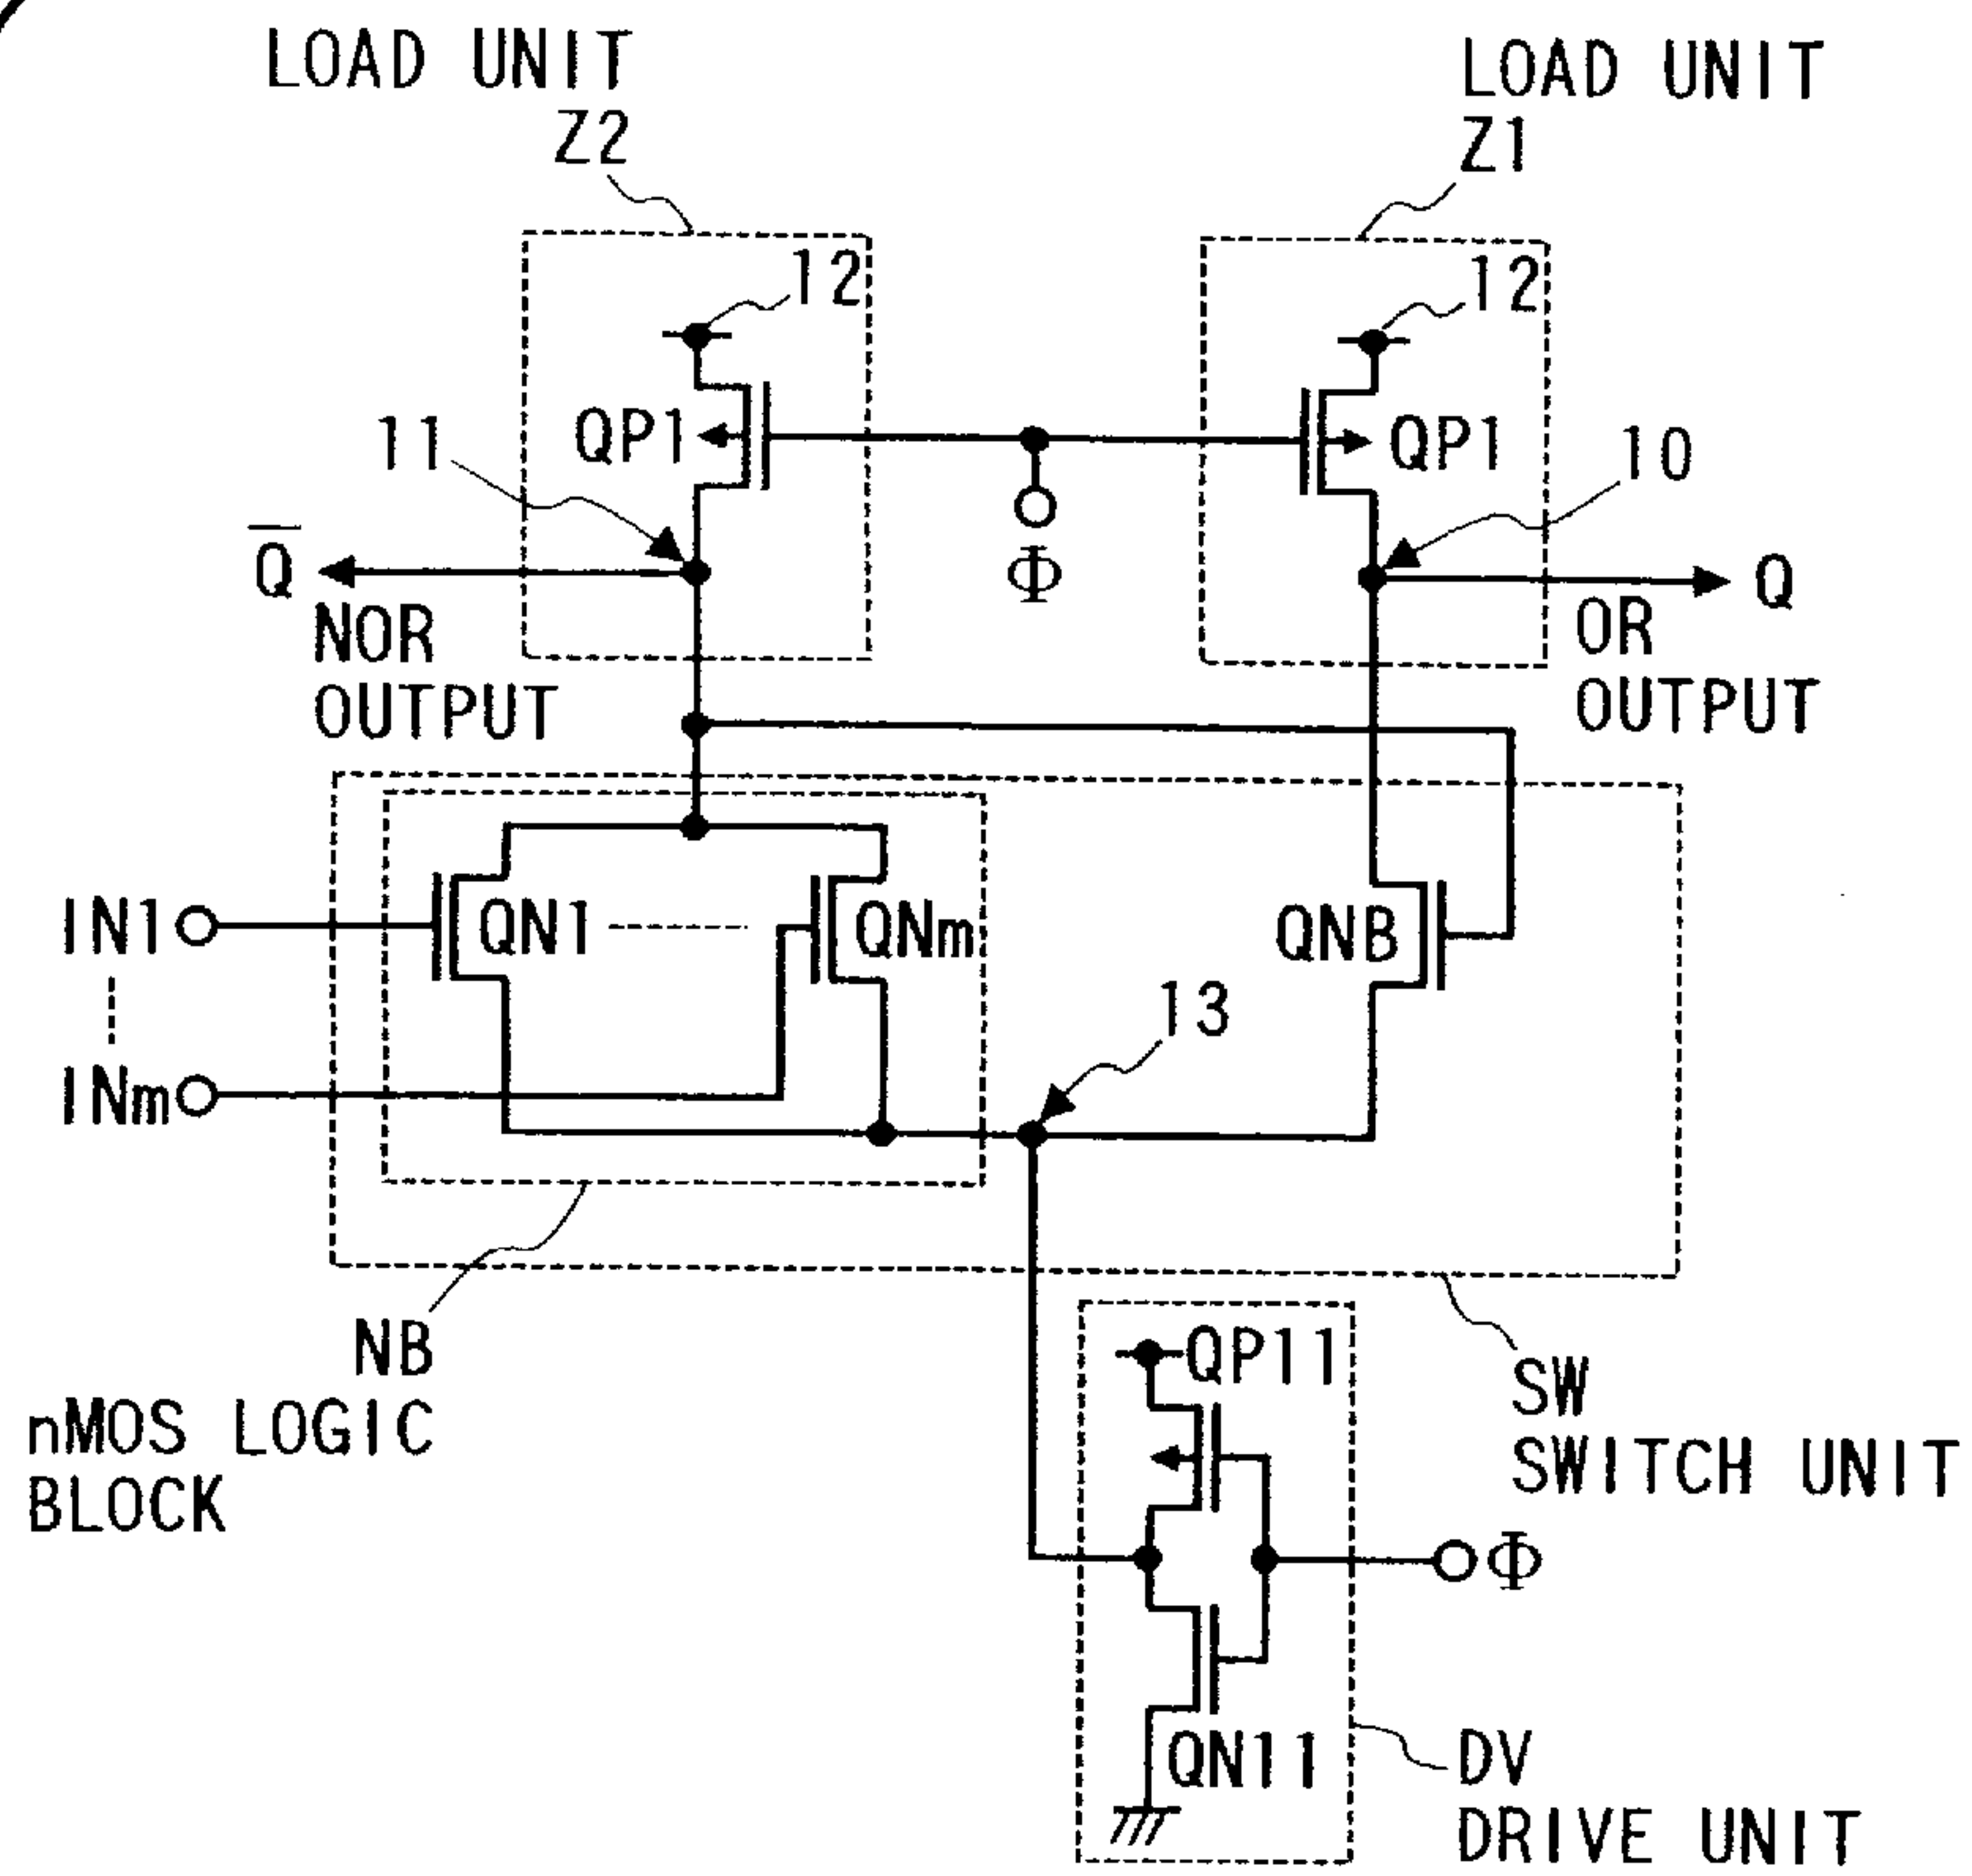 LOAD UNIT
Z2
LOAD UNIT
Z1
12
12
QP1
QP1
11
10
Φ
Q̅
NOR
OUTPUT
Q
OR
OUTPUT
IN1
QN1
QNm
QNB
INm
13
NB
nMOS LOGIC
BLOCK
SW
SWITCH UNIT
QP11
Φ
QN11
DV
DRIVE UNIT